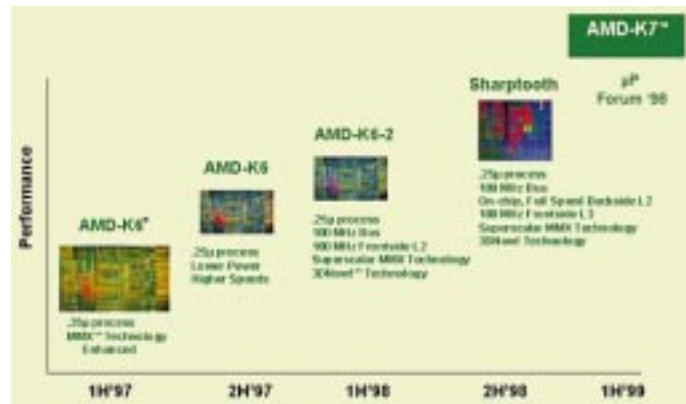 AMD-K7™
µP
Forum '98
Sharptooth
.25µ process
100 MHz Bus
On-chip, Full Speed Backside L2
100 MHz Frontside L3
Superscalar MMX Technology
3DNow! Technology
AMD-K6-2
.25µ process
100 MHz Bus
100 MHz Frontside L2
Superscalar MMX Technology
3DNow!™ Technology
AMD-K6
.25µ process
Lower Power
Higher Speeds
AMD-K6®
.35µ process
MMX™ Technology
Enhanced
Performance
1H'97
2H'97
1H'98
2H'98
1H'99